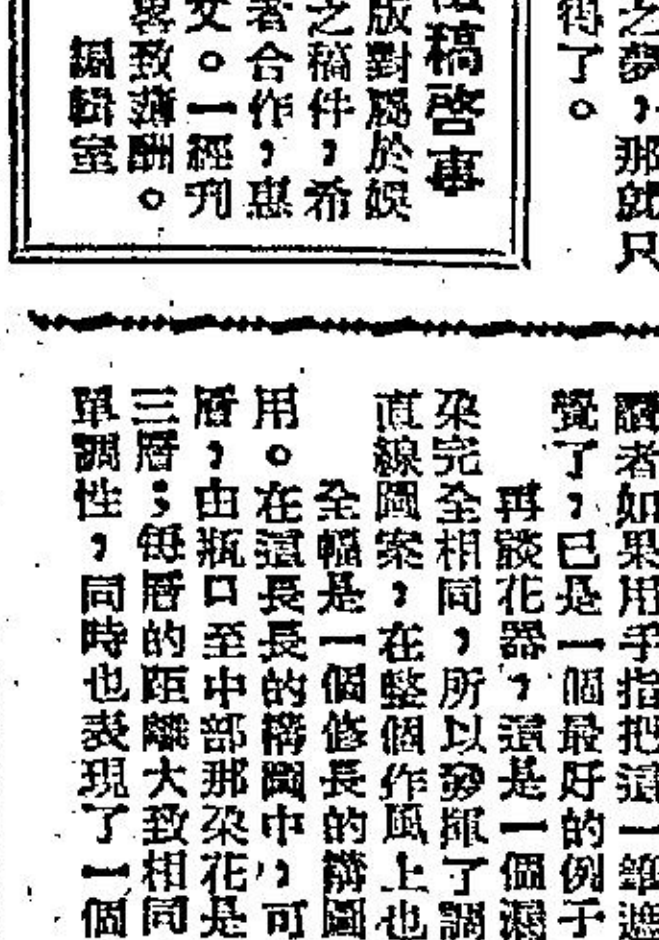 之夢，那就只
得了。
稿啓事
版對屬於娛
之稿件，希
者合作，惠
文。一經刋
致薄酬。
編輯室
讀者如果用手指把這一維遮
覺了，已是一個最好的例子
再談花器，這是一個
朶完全相同，所以發揮了調
直線圖案，在整個作風上也
全幅是一個修長的構圖
用。在這長長的構圖中，可
層，由瓶口至中部那朶花是
三層；每層的距離大致相同
單調性，同時也表現了一個